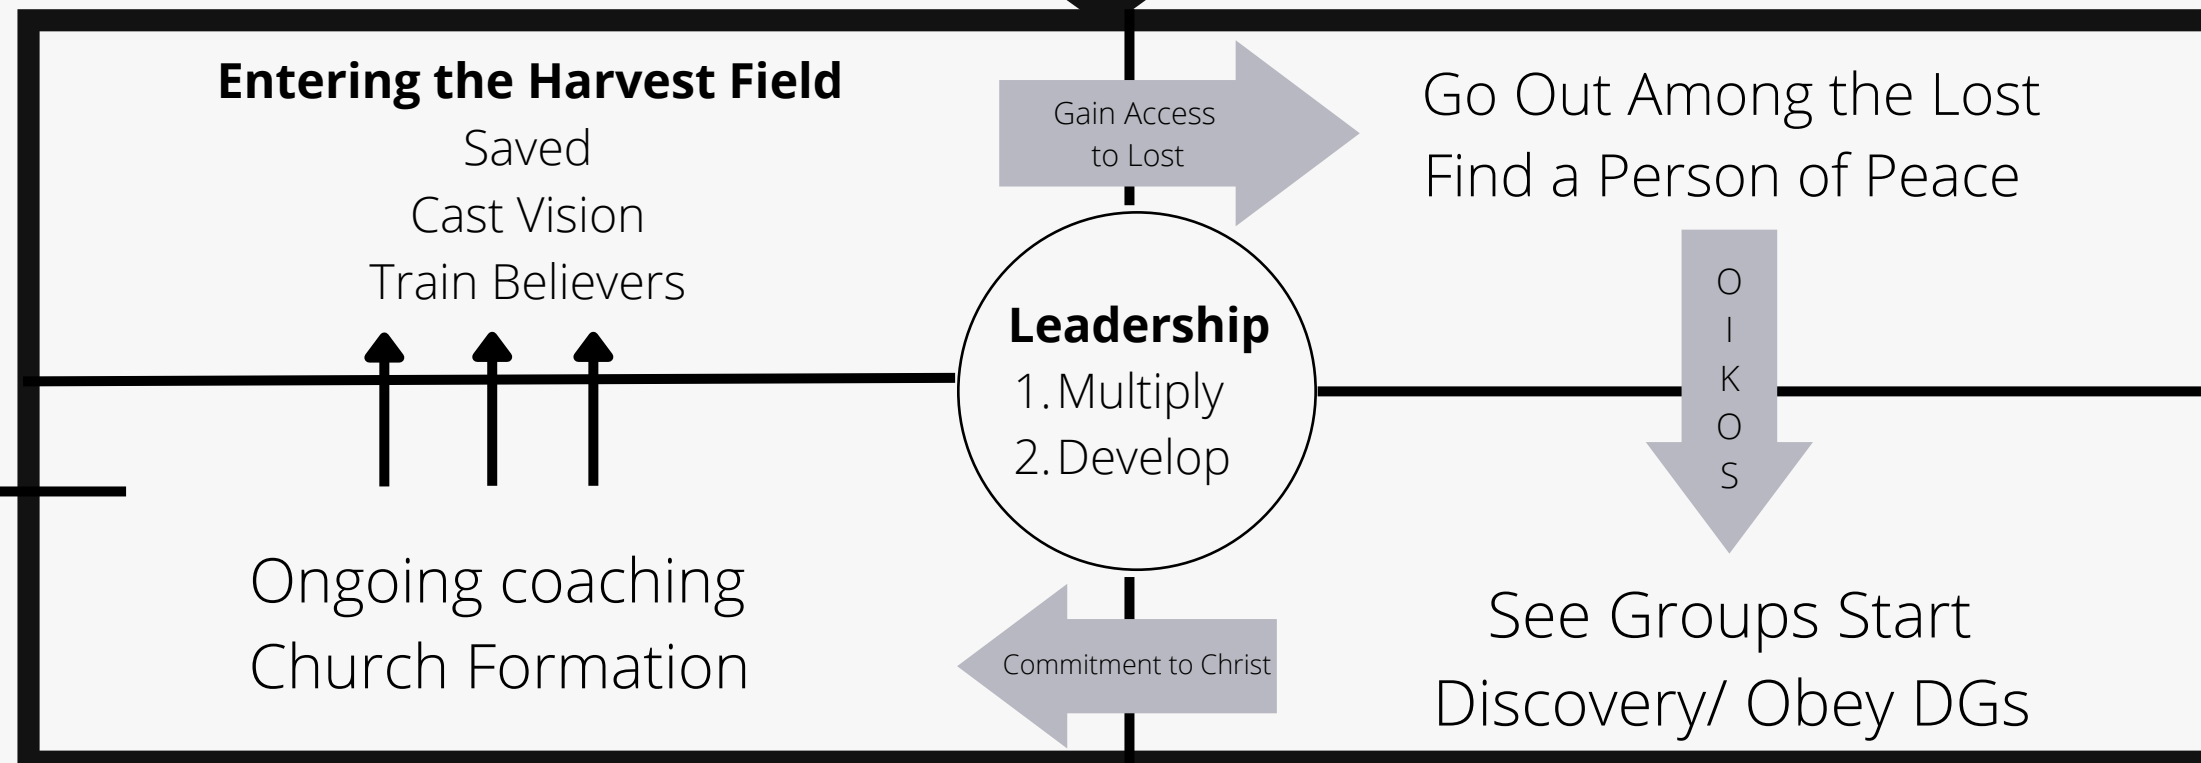 Entering the Harvest Field
Saved
Cast Vision
Train Believers
Gain Access
to Lost
Go Out Among the Lost
Find a Person of Peace
O
I
K
O
S
Leadership
1. Multiply
2. Develop
Ongoing coaching
Church Formation
Commitment to Christ
See Groups Start
Discovery/ Obey DGs